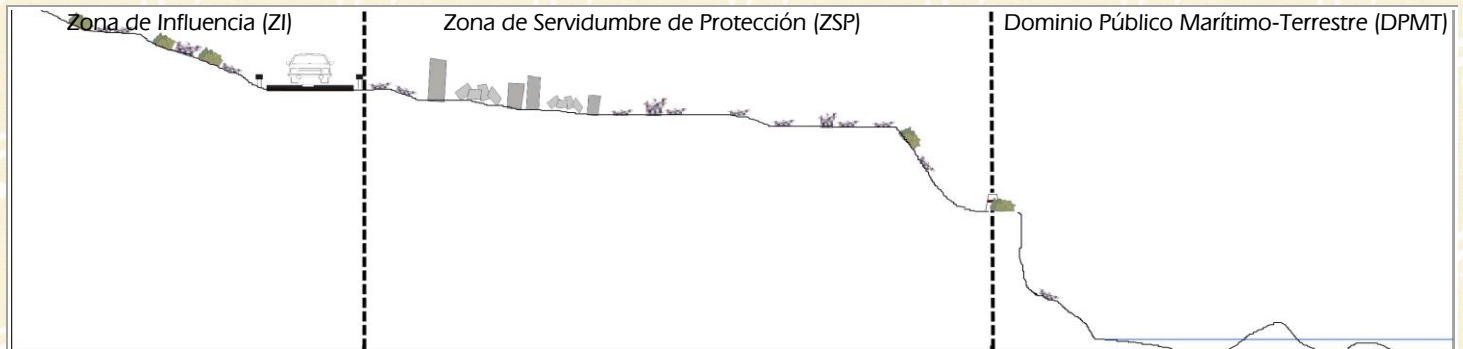 Zona de Influencia (ZI)
Zona de Servidumbre de Protección (ZSP)
Dominio Público Marítimo-Terrestre (DPMT)